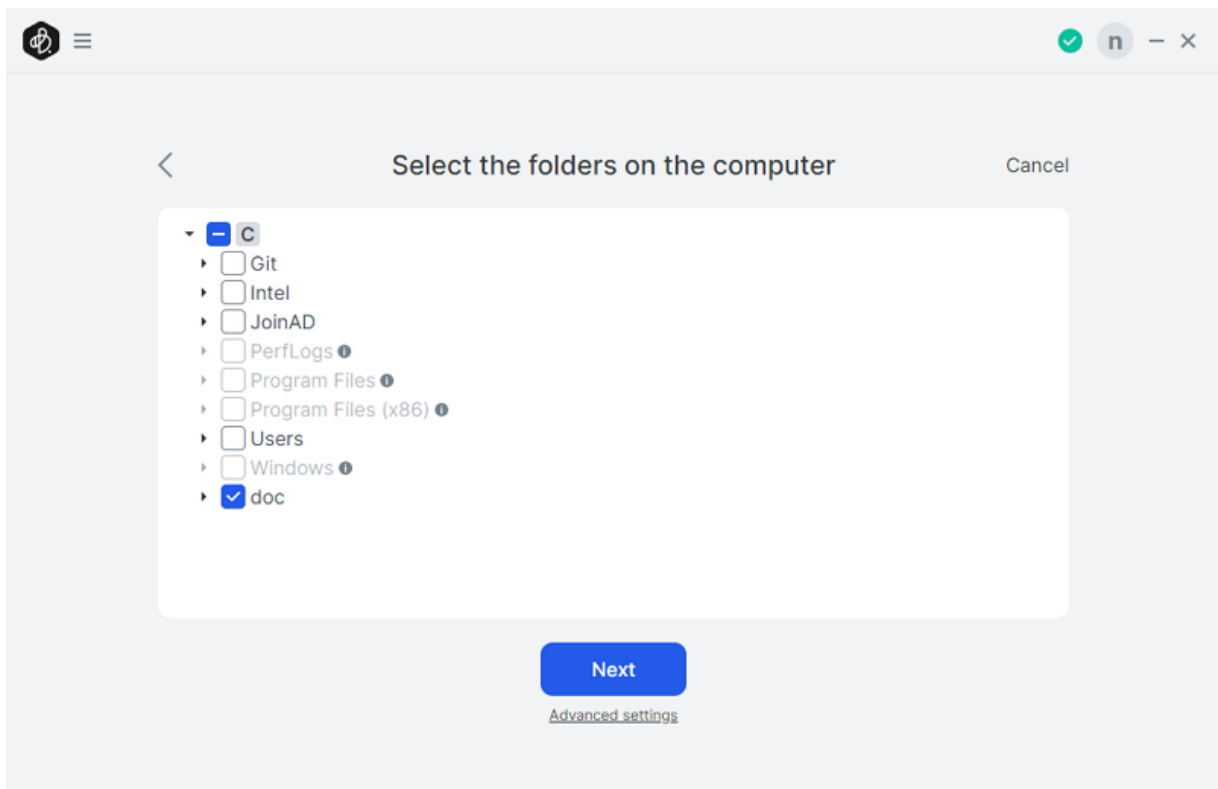 n
Select the folders on the computer
Cancel
C
Git
Intel
JoinAD
PerfLogs
Program Files
Program Files (x86)
Users
Windows
doc
Next
Advanced settings